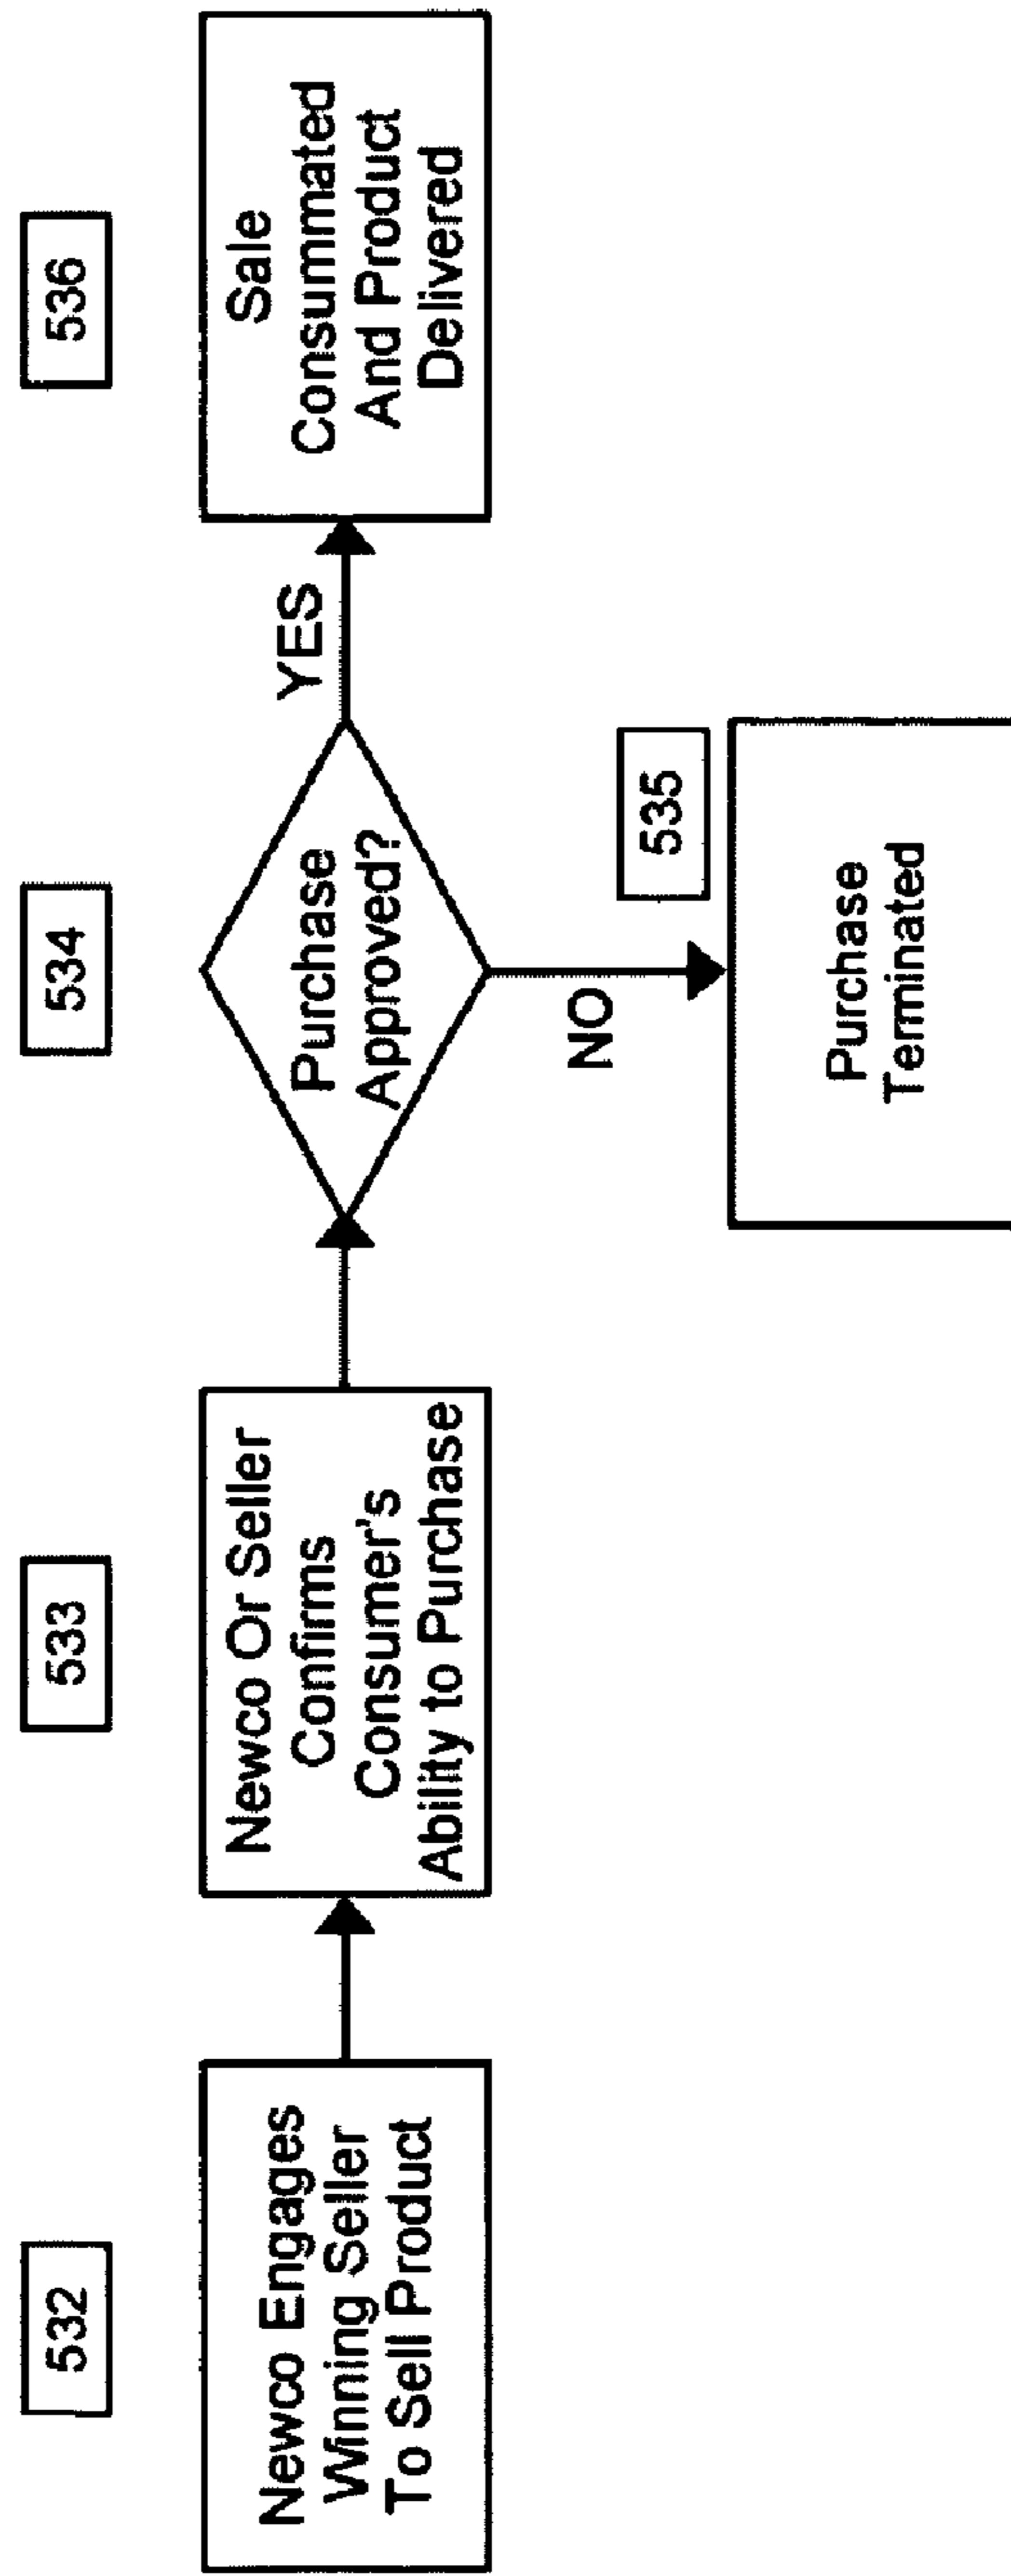 532
Newco Engages
Winning Seller
To Sell Product
533
Newco Or Seller
Confirms
Consumer's
Ability to Purchase
534
Purchase
Approved?
YES
536
Sale
Consummated
And Product
Delivered
NO
535
Purchase
Terminated